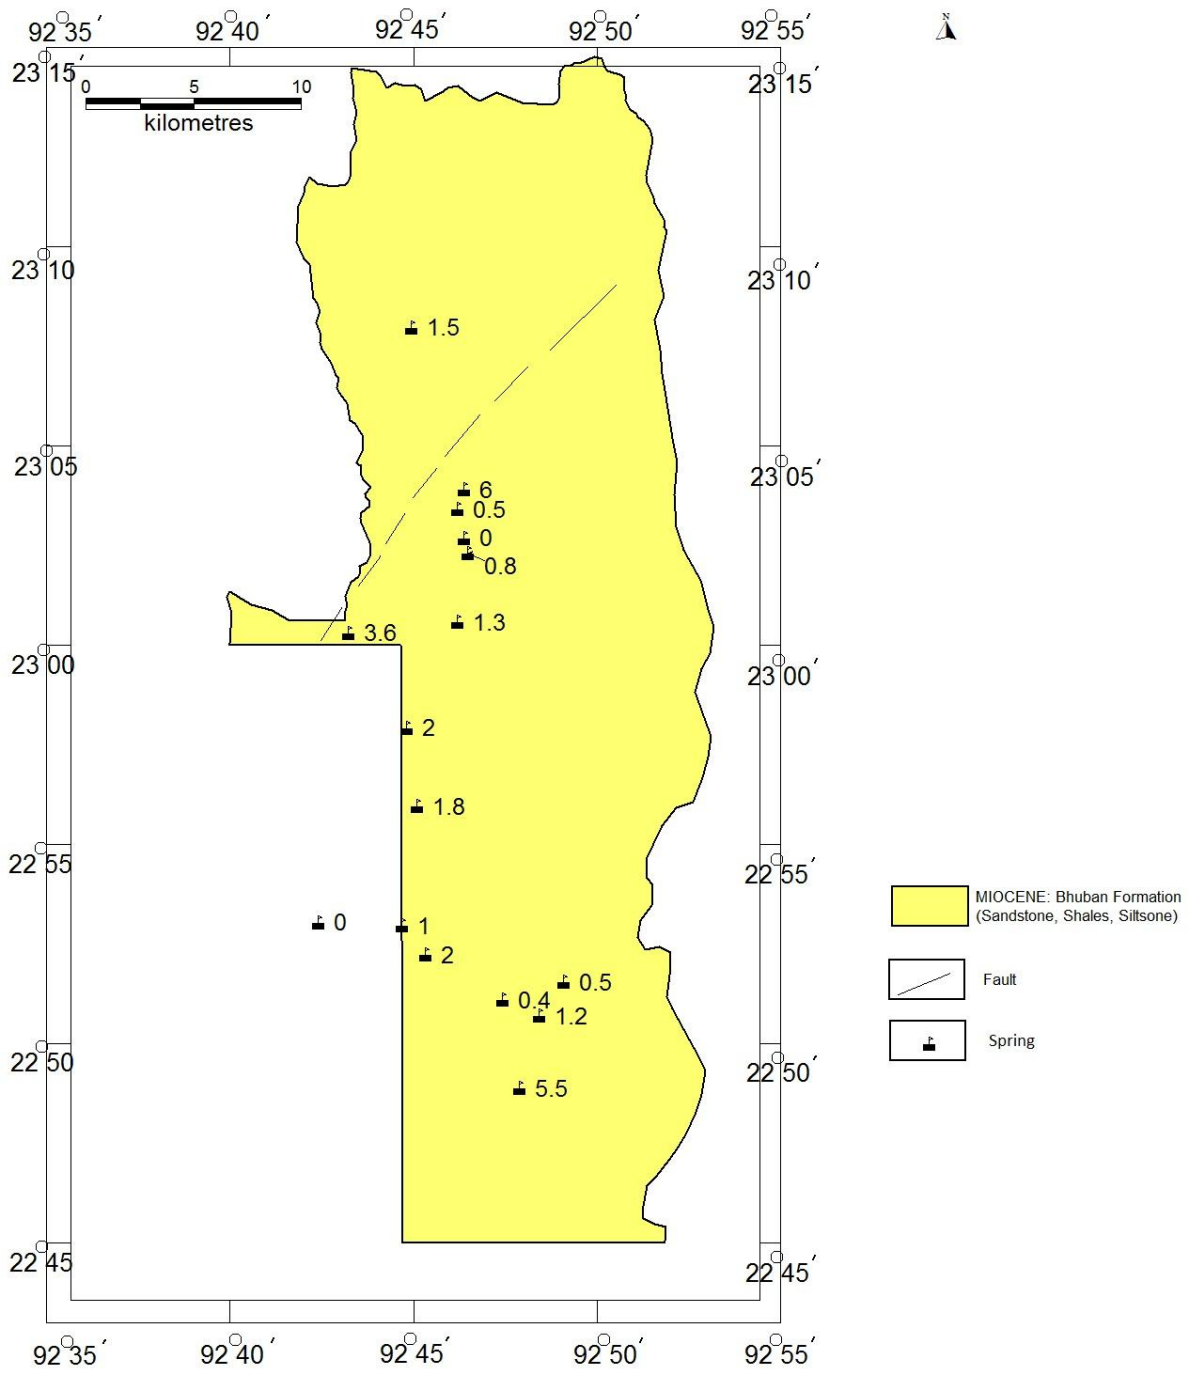 92°35′ 92°40′ 92°45′ 92°50′ 92°55′
N
23°15′ 23°15′
0 5 10
kilometres
23°10 23°10′
1.5
23°05 23°05′
6
0.5
0
0.8
1.3
3.6
23°00 23°00′
2
1.8
22°55 22°55′
MIOCENE: Bhuban Formation
(Sandstone, Shales, Siltsone)
0 1
2
Fault
0.5
0.4
1.2
Spring
22°50 22°50′
5.5
22°45 22°45′
92°35′ 92°40′ 92°45′ 92°50′ 92°55′